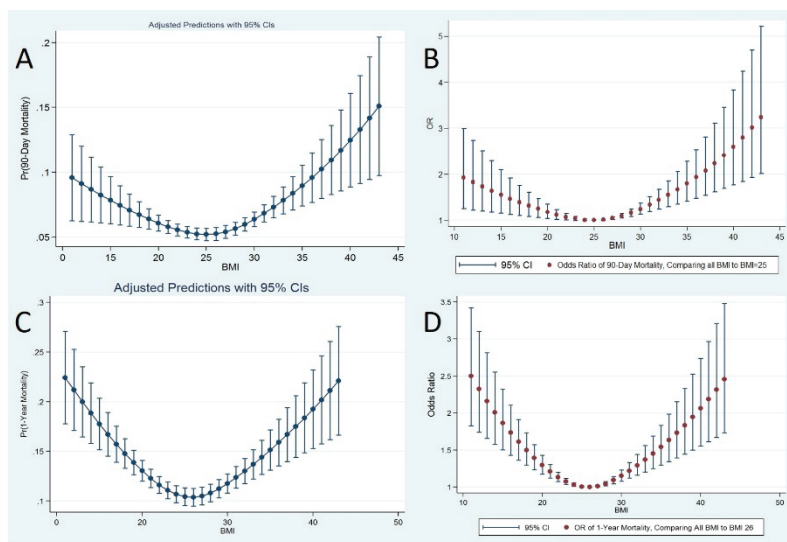 A
Adjusted Predictions with 95% CIs
Pr(90-Day Mortality)
.2
.15
.1
.05
0 5 10 15 20 25 30 35 40 45
BMI
B
OR
5
4
3
2
1
10 15 20 25 30 35 40 45
BMI
95% CI Odds Ratio of 90-Day Mortality, Comparing all BMI to BMI=25
C
Adjusted Predictions with 95% CIs
Pr(1-Year Mortality)
.3
.25
.2
.15
.1
0 10 20 30 40 50
BMI
D
Odds Ratio
3.5
3
2.5
2
1.5
1
10 20 30 40 50
BMI
95% CI OR of 1-Year Mortality, Comparing All BMI to BMI 26